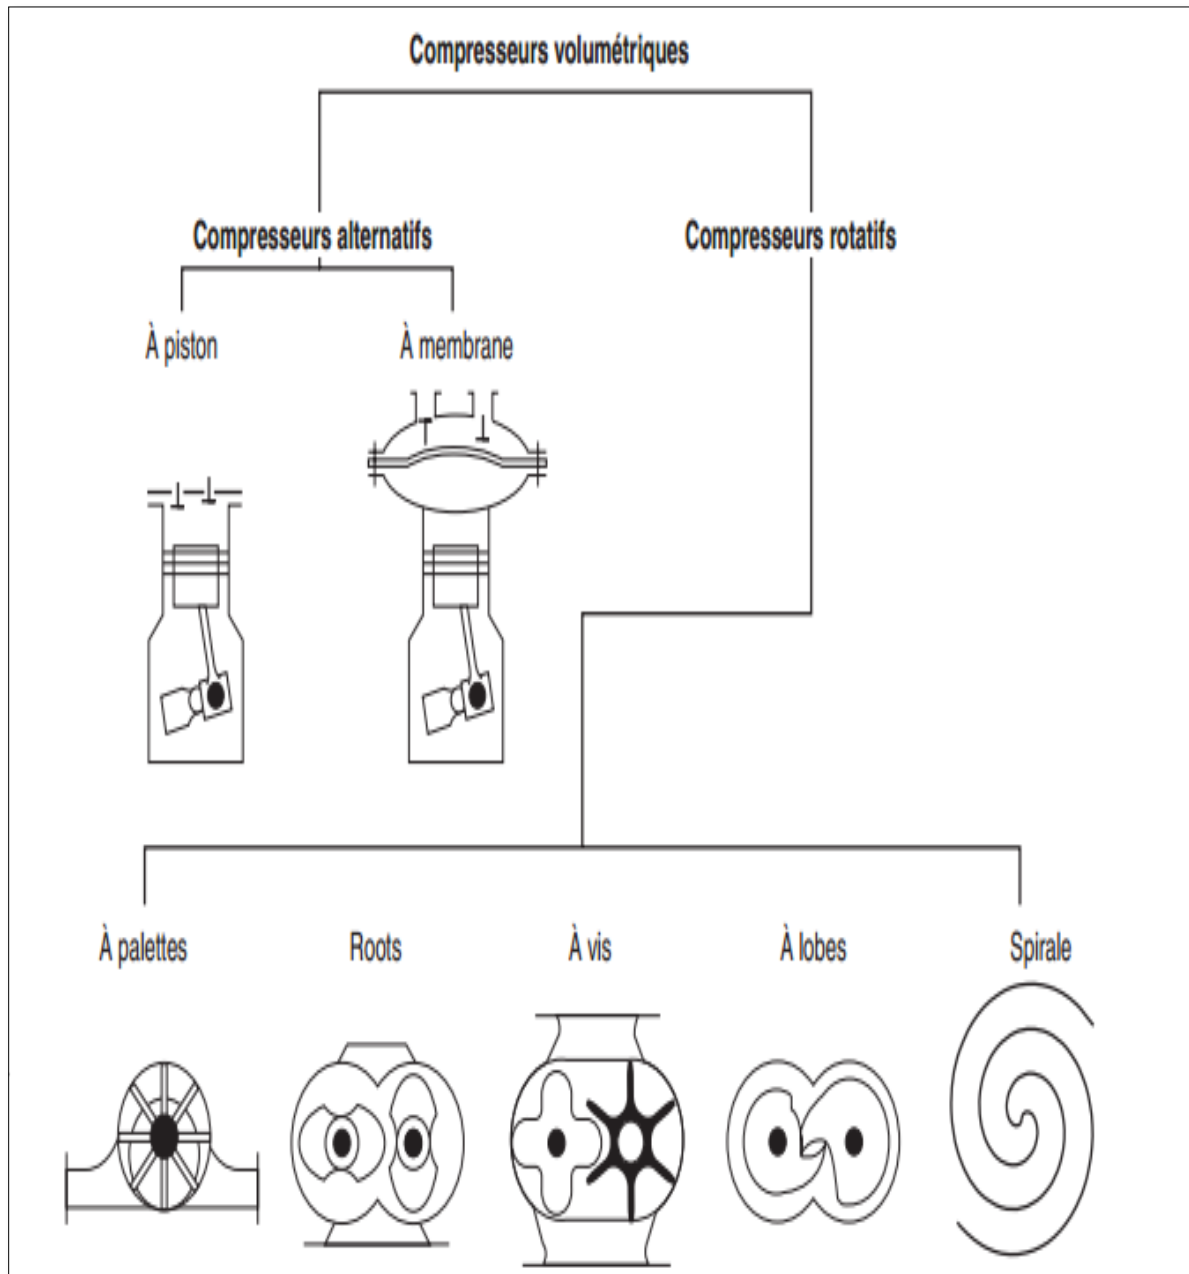 Compresseurs volumétriques
Compresseurs alternatifs
Compresseurs rotatifs
À piston
À membrane
À palettes
Roots
À vis
À lobes
Spirale